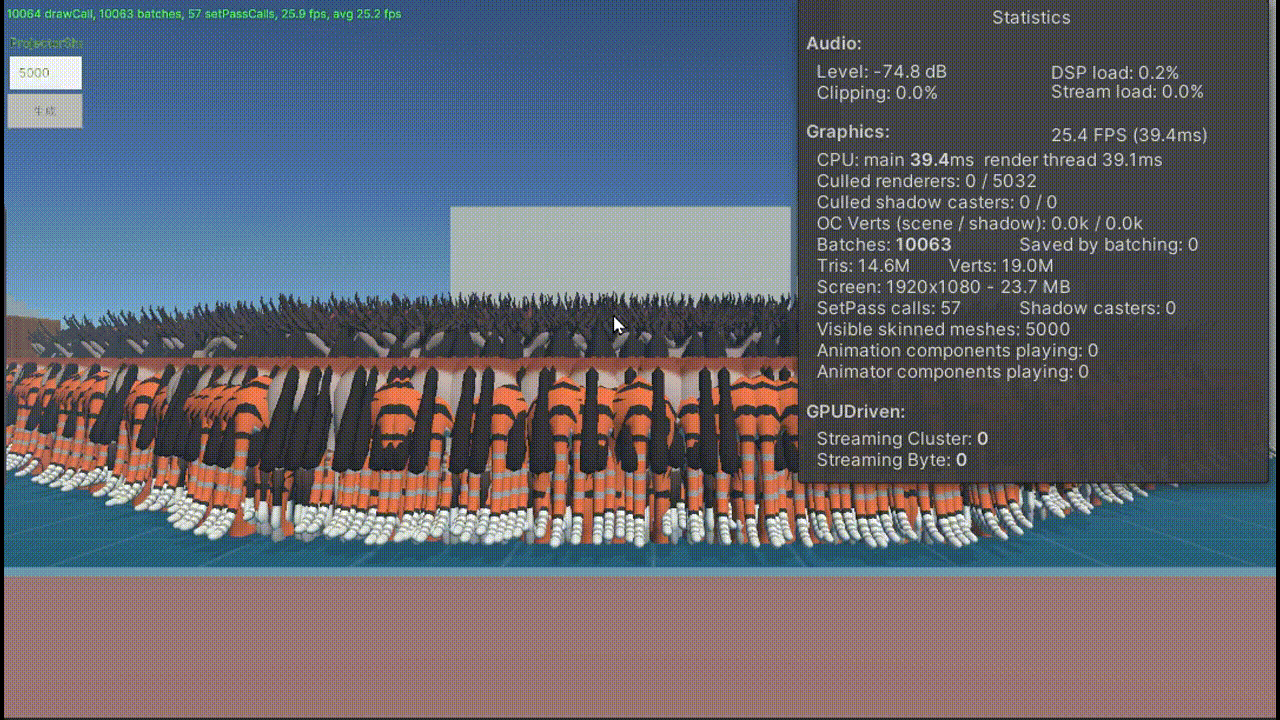 10064 drawCall, 10063 batches, 57 setPassCalls, 25.9 fps, avg 25.2 fps
ProjectorSha
5000
生成
Statistics
Audio:
Level: -74.8 dB DSP load: 0.2%
Clipping: 0.0% Stream load: 0.0%
Graphics: 25.4 FPS (39.4ms)
CPU: main 39.4ms render thread 39.1ms
Culled renderers: 0 / 5032
Culled shadow casters: 0 / 0
OC Verts (scene / shadow): 0.0k / 0.0k
Batches: 10063 Saved by batching: 0
Tris: 14.6M Verts: 19.0M
Screen: 1920x1080 - 23.7 MB
SetPass calls: 57 Shadow casters: 0
Visible skinned meshes: 5000
Animation components playing: 0
Animator components playing: 0
GPUDriven:
Streaming Cluster: 0
Streaming Byte: 0